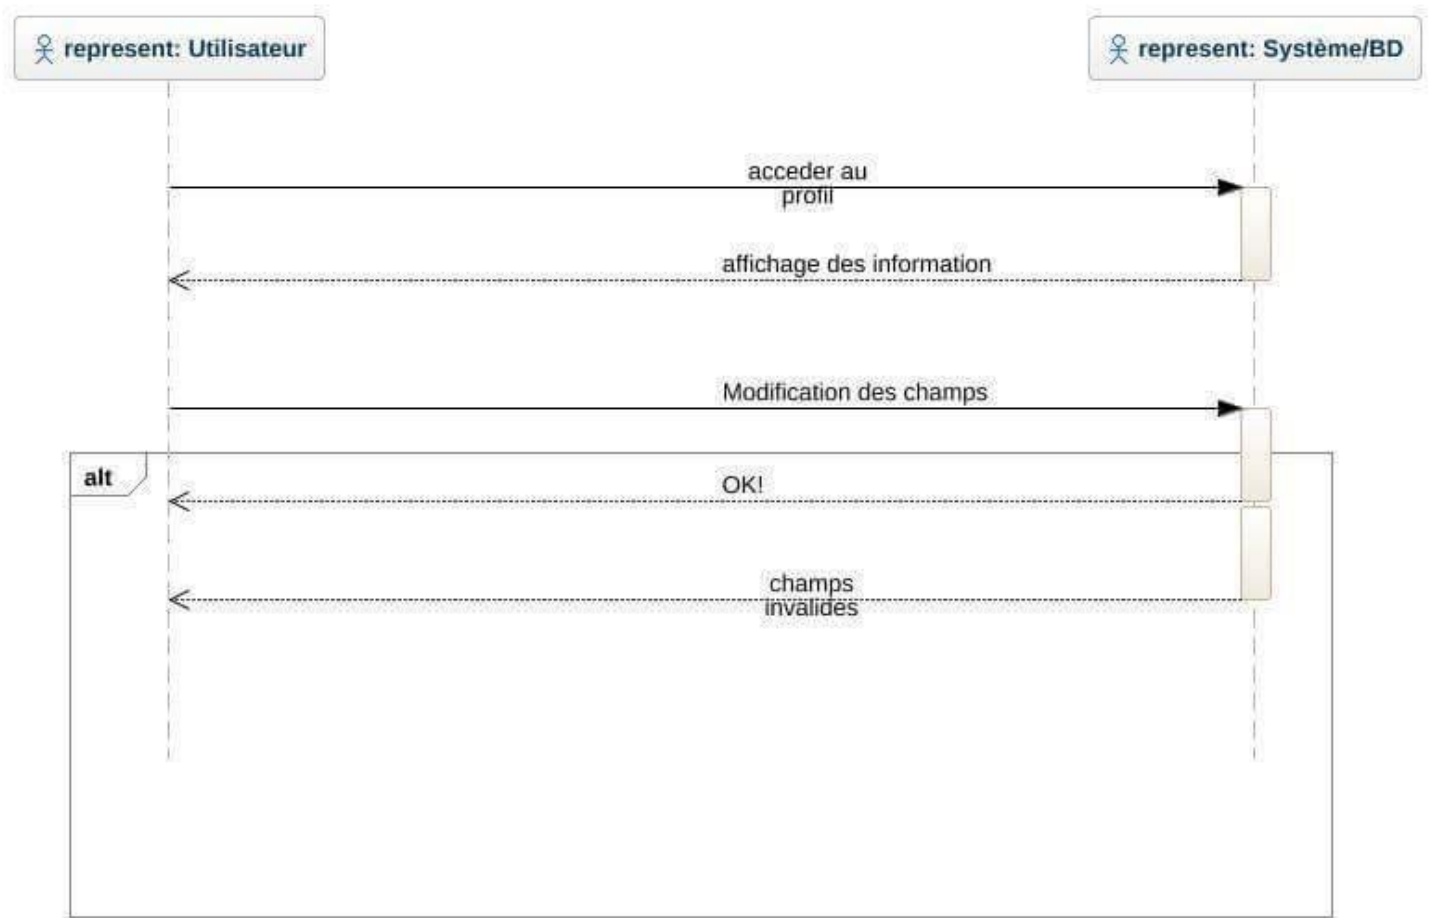 represent: Utilisateur
represent: Système/BD
acceder au
profil
affichage des information
Modification des champs
alt
OK!
champs
invalides